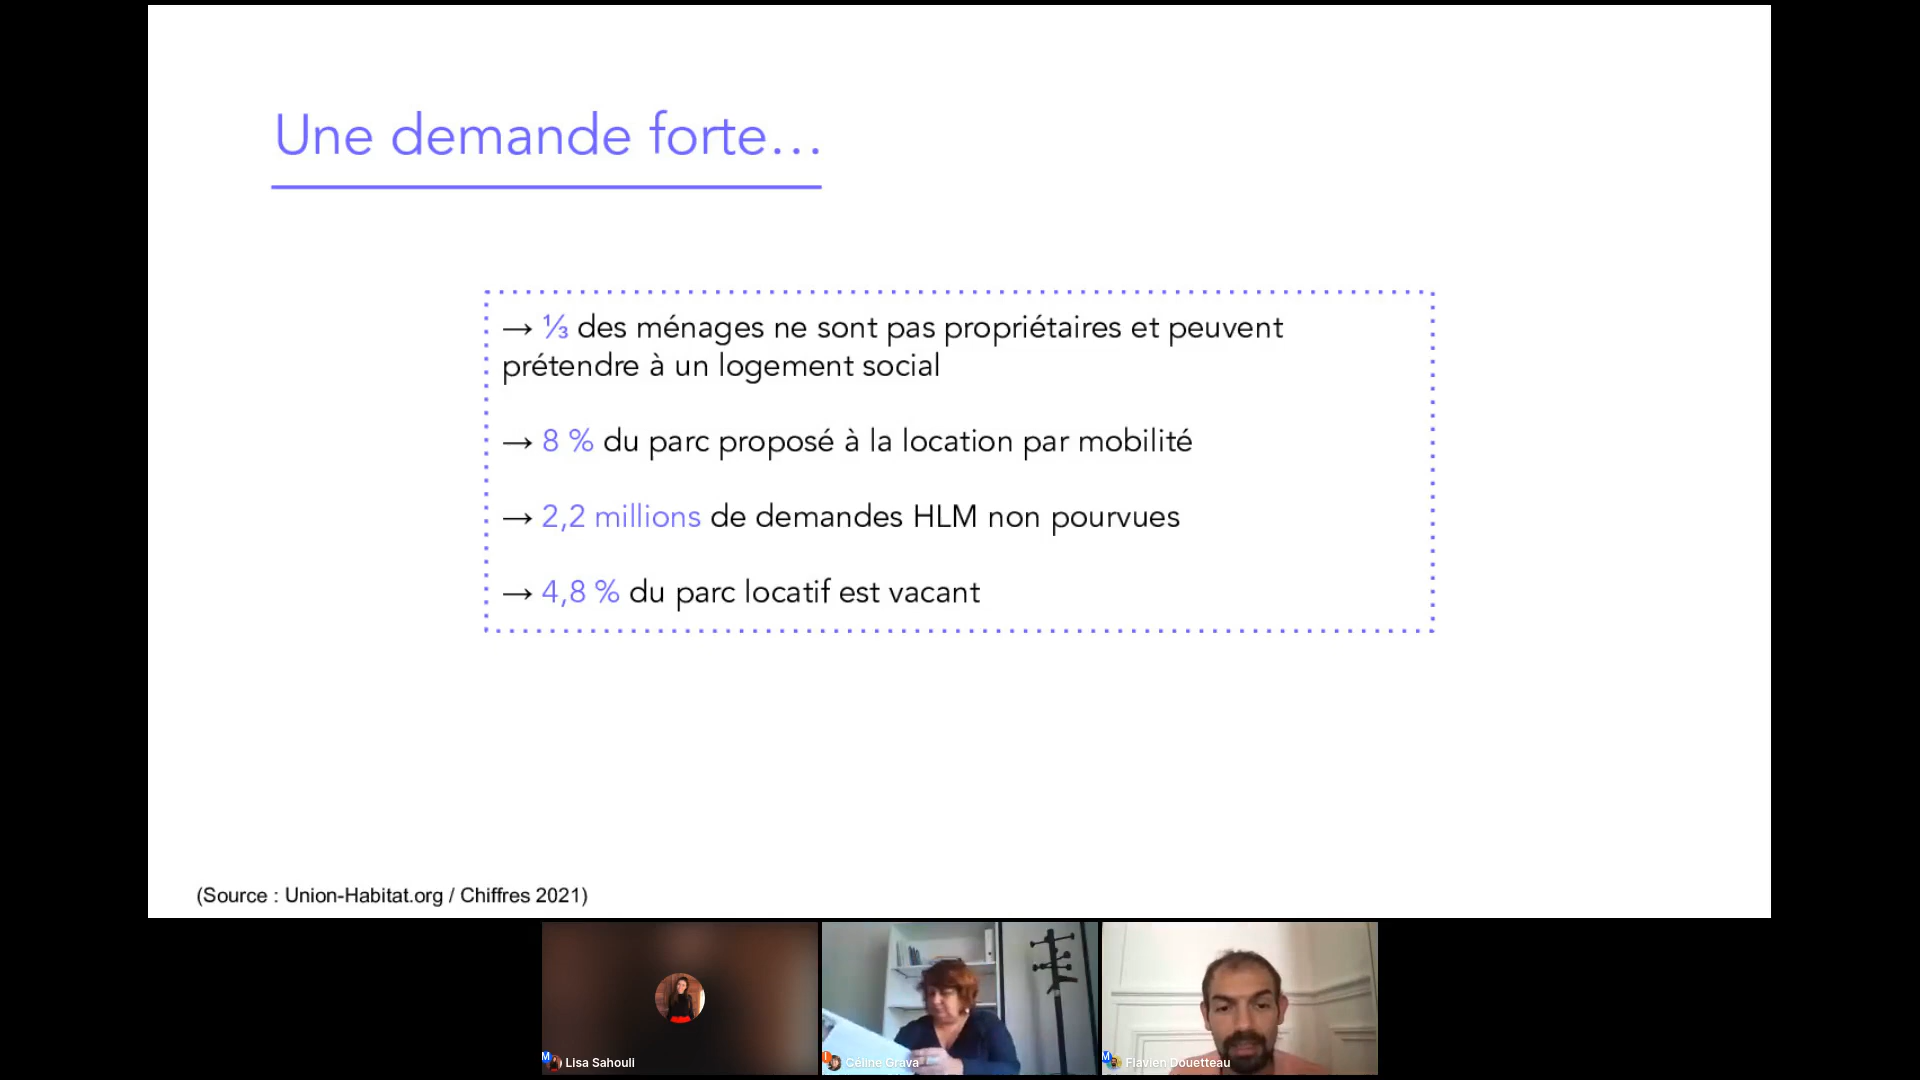 Une demande forte…
→ ⅓ des ménages ne sont pas propriétaires et peuvent
prétendre à un logement social
→ 8 % du parc proposé à la location par mobilité
→ 2,2 millions de demandes HLM non pourvues
→ 4,8 % du parc locatif est vacant
(Source : Union-Habitat.org / Chiffres 2021)
M Lisa Sahouli
Céline Grava
M Flavien Douetteau